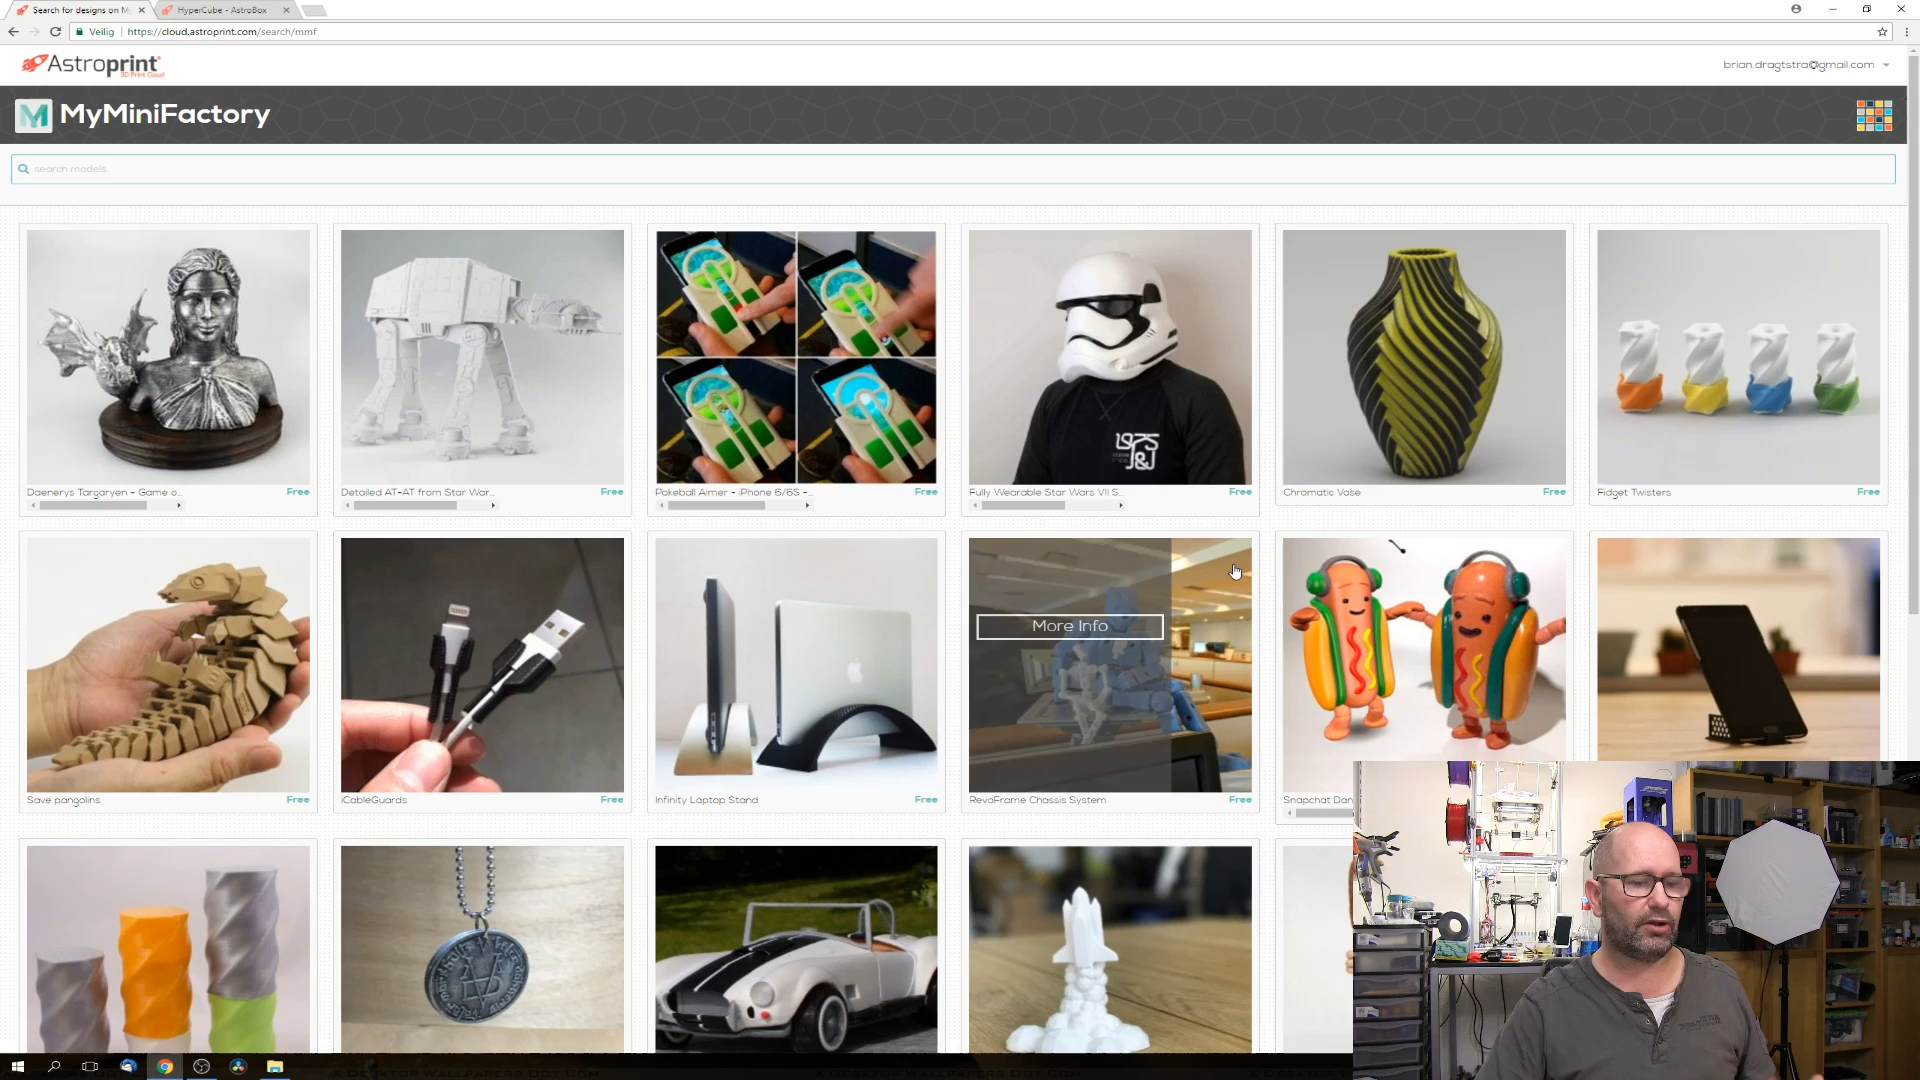 Search for designs on M
HyperCube - AstroBox
Veilig
https://cloud.astroprint.com/search/mmf
Astroprint
3D Print Cloud
brian.dragtstra@gmail.com
MyMiniFactory
search models
Daenerys Targaryen - Game o...
Free
Detailed AT-AT from Star War...
Free
Pokeball Aimer - iPhone 6/6S -...
Free
Fully Wearable Star Wars VII S...
Free
Chromatic Vase
Free
Fidget Twisters
Free
More Info
Save pangolins
Free
iCableGuards
Free
Infinity Laptop Stand
Free
RevoFrame Chassis System
Free
Snapchat Dan